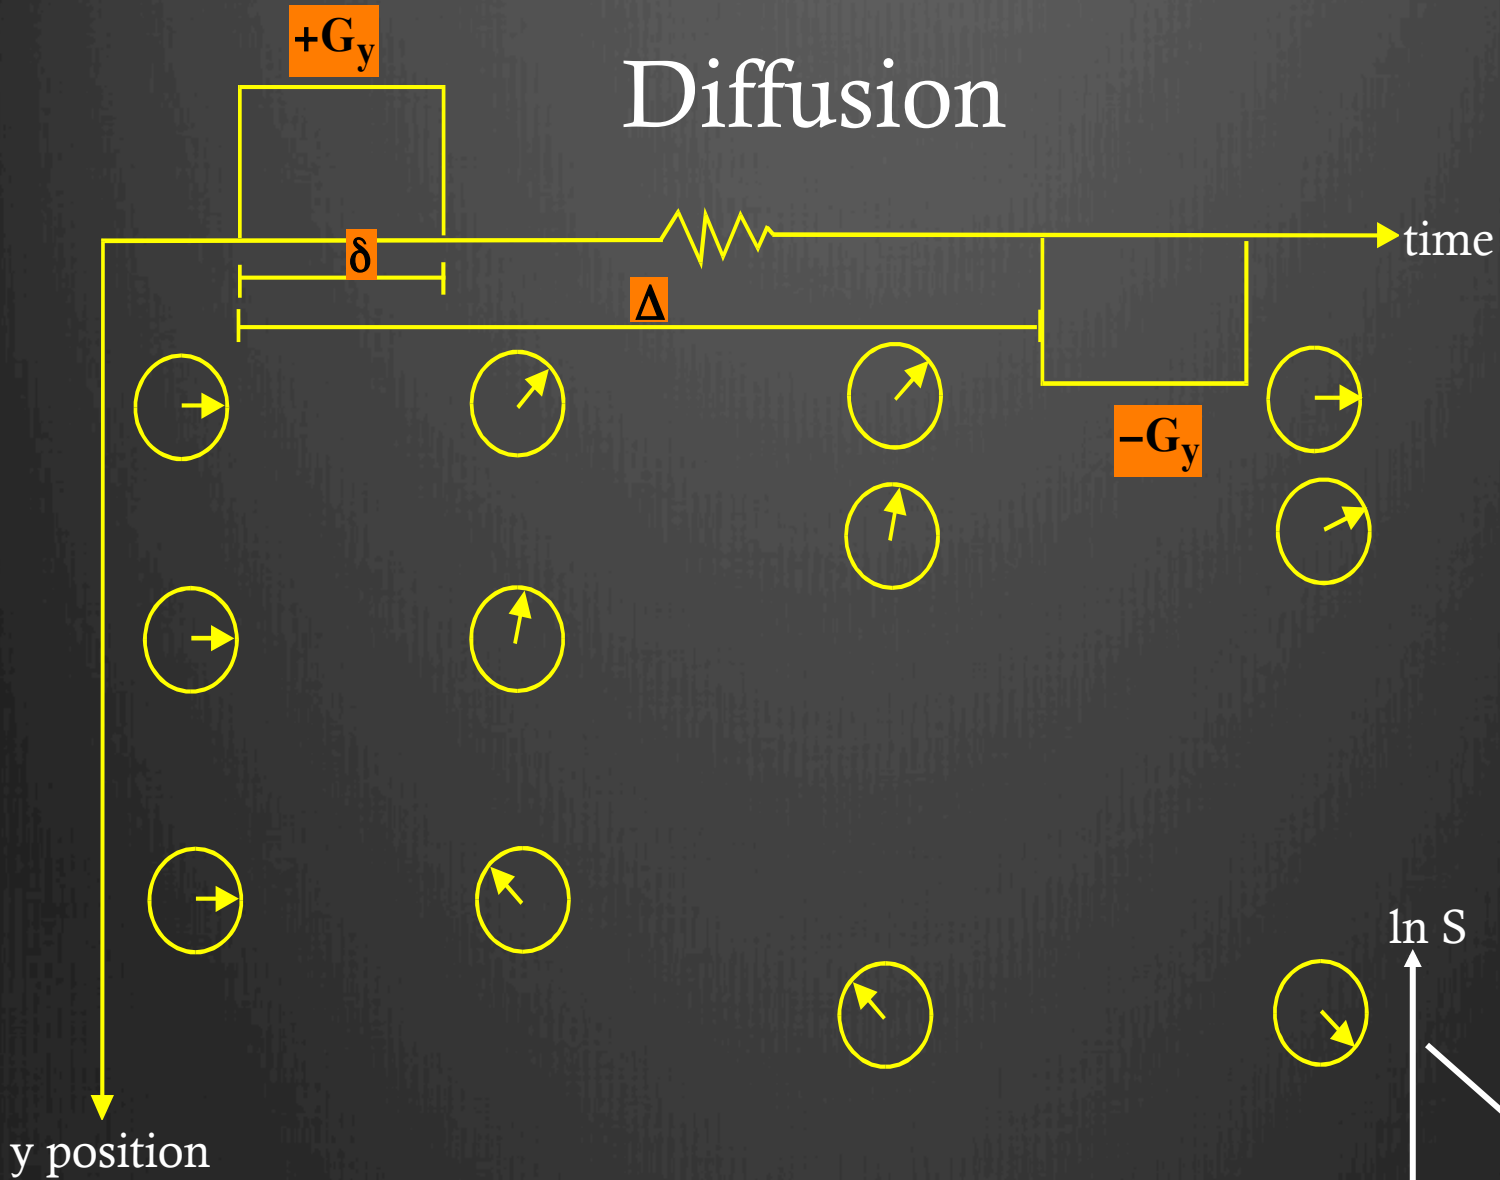 +Gy
Diffusion
δ
time
Δ
−Gy
ln S
y position